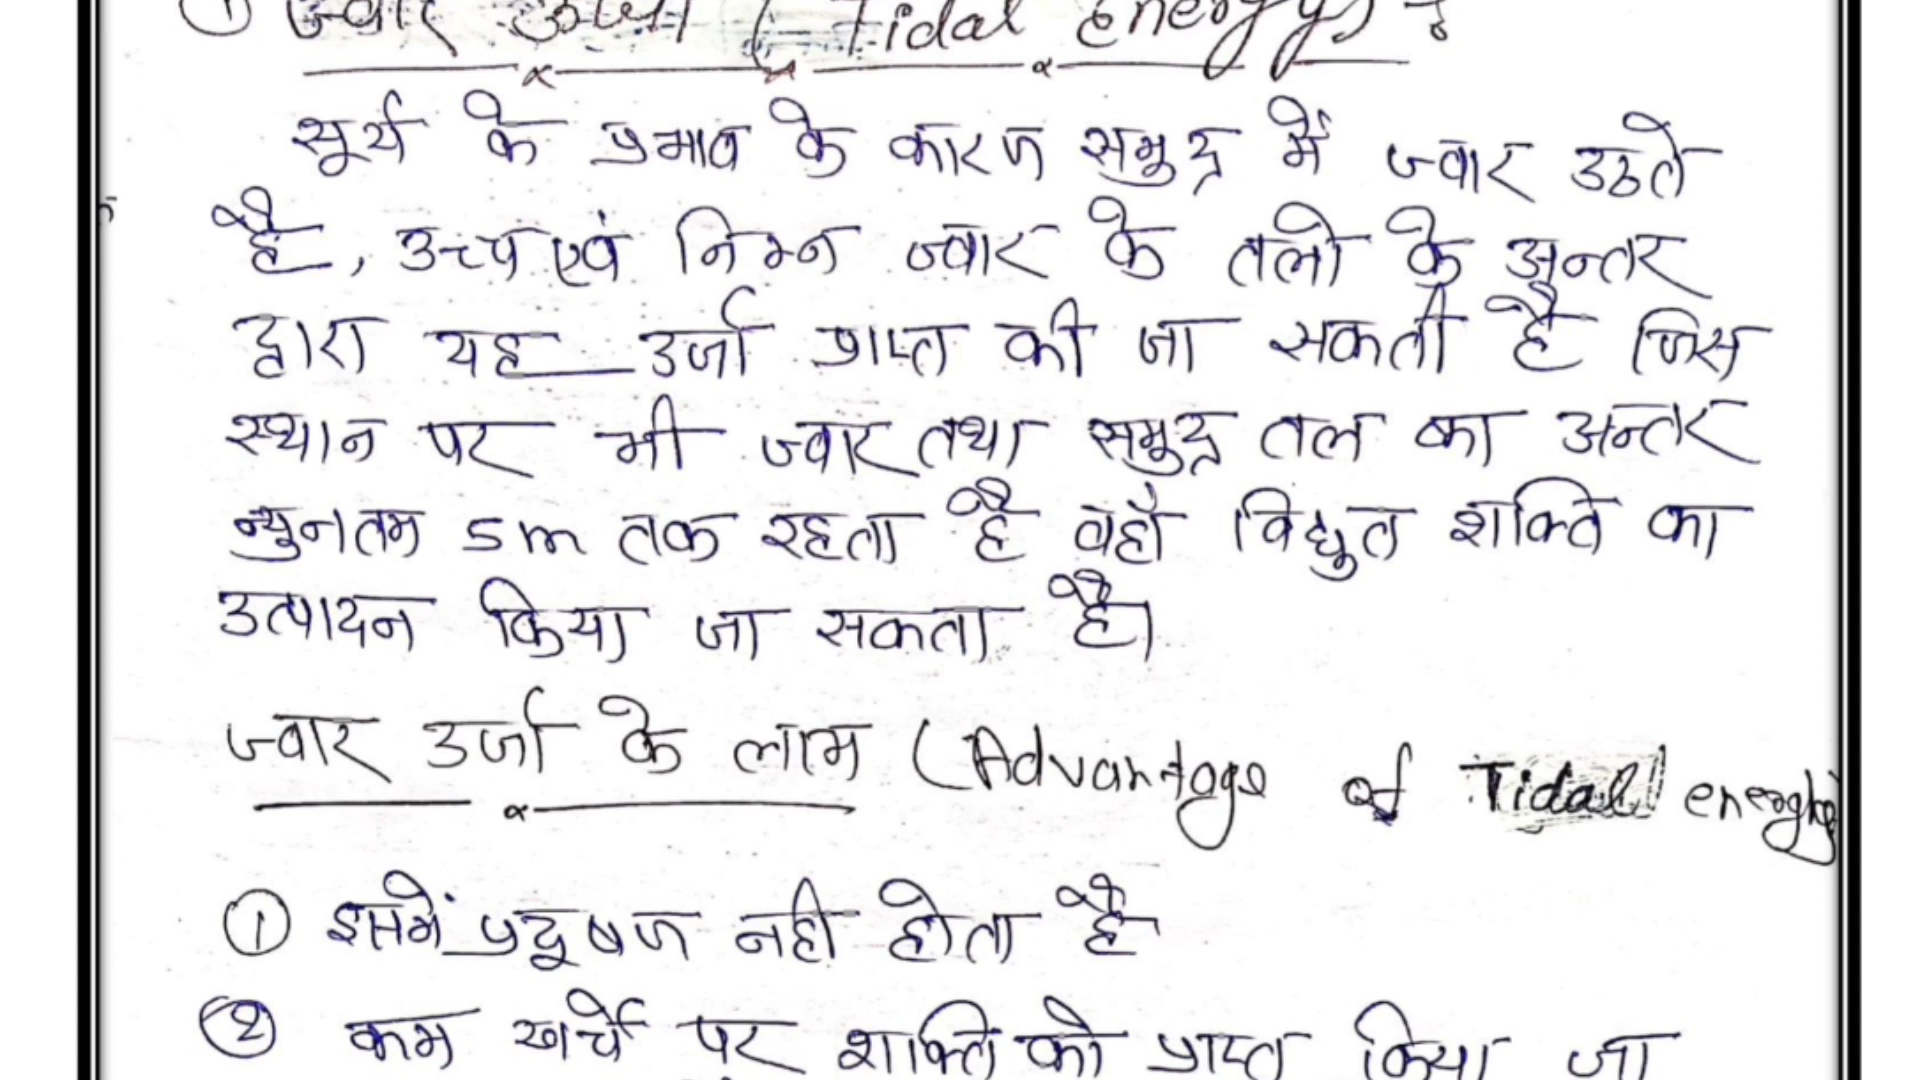 ① ज्वार ऊर्जा (Tidal Energy) :
सूर्य के प्रभाव के कारण समुद्र में ज्वार उठते
है, उच्च एवं निम्न ज्वार के तलो के अन्तर
द्वारा यह उर्जा प्राप्त की जा सकती है जिस
स्थान पर भी ज्वार तथा समुद्र तल का अन्तर
न्युनतम 5m तक रहता है वहाँ विद्युत शक्ति का
उत्पादन किया जा सकता है।
ज्वार उर्जा के लाभ (Advantage of Tidal
① इसमें प्रदूषण नही होता है
② कम खर्चे पर शक्ति को प्राप्त किया जा